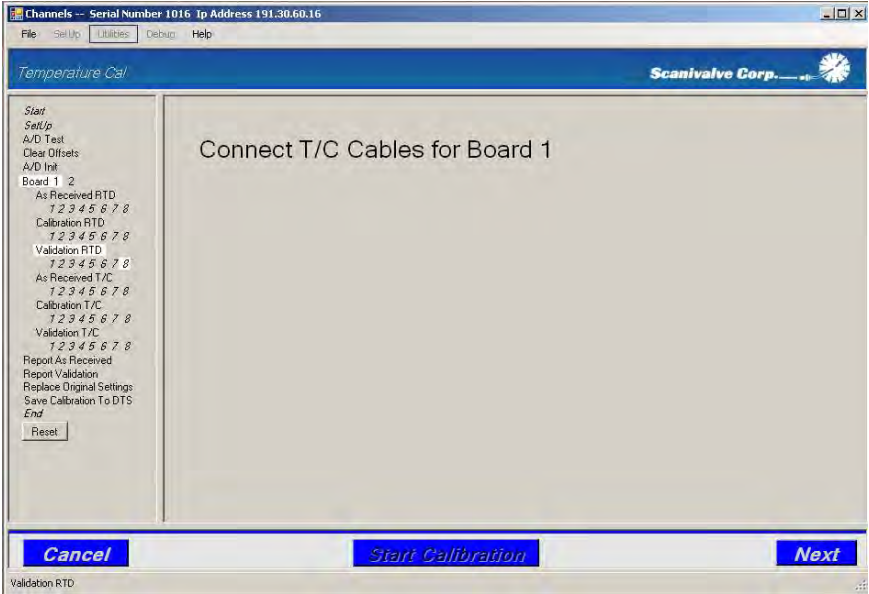 Channels -- Serial Number 1016 Ip Address 191.30.60.16
File SetUp Utilities Debug Help
Temperature Cal
Scanivalve Corp.
Start
SetUp
A/D Test
Clear Offsets
A/D Init
Board 1 2
As Received RTD
1 2 3 4 5 6 7 8
Calibration RTD
1 2 3 4 5 6 7 8
Validation RTD
1 2 3 4 5 6 7 8
As Received T/C
1 2 3 4 5 6 7 8
Calibration T/C
1 2 3 4 5 6 7 8
Validation T/C
1 2 3 4 5 6 7 8
Report As Received
Report Validation
Replace Original Settings
Save Calibration To DTS
End
Reset
Connect T/C Cables for Board 1
Cancel
Start Calibration
Next
Validation RTD